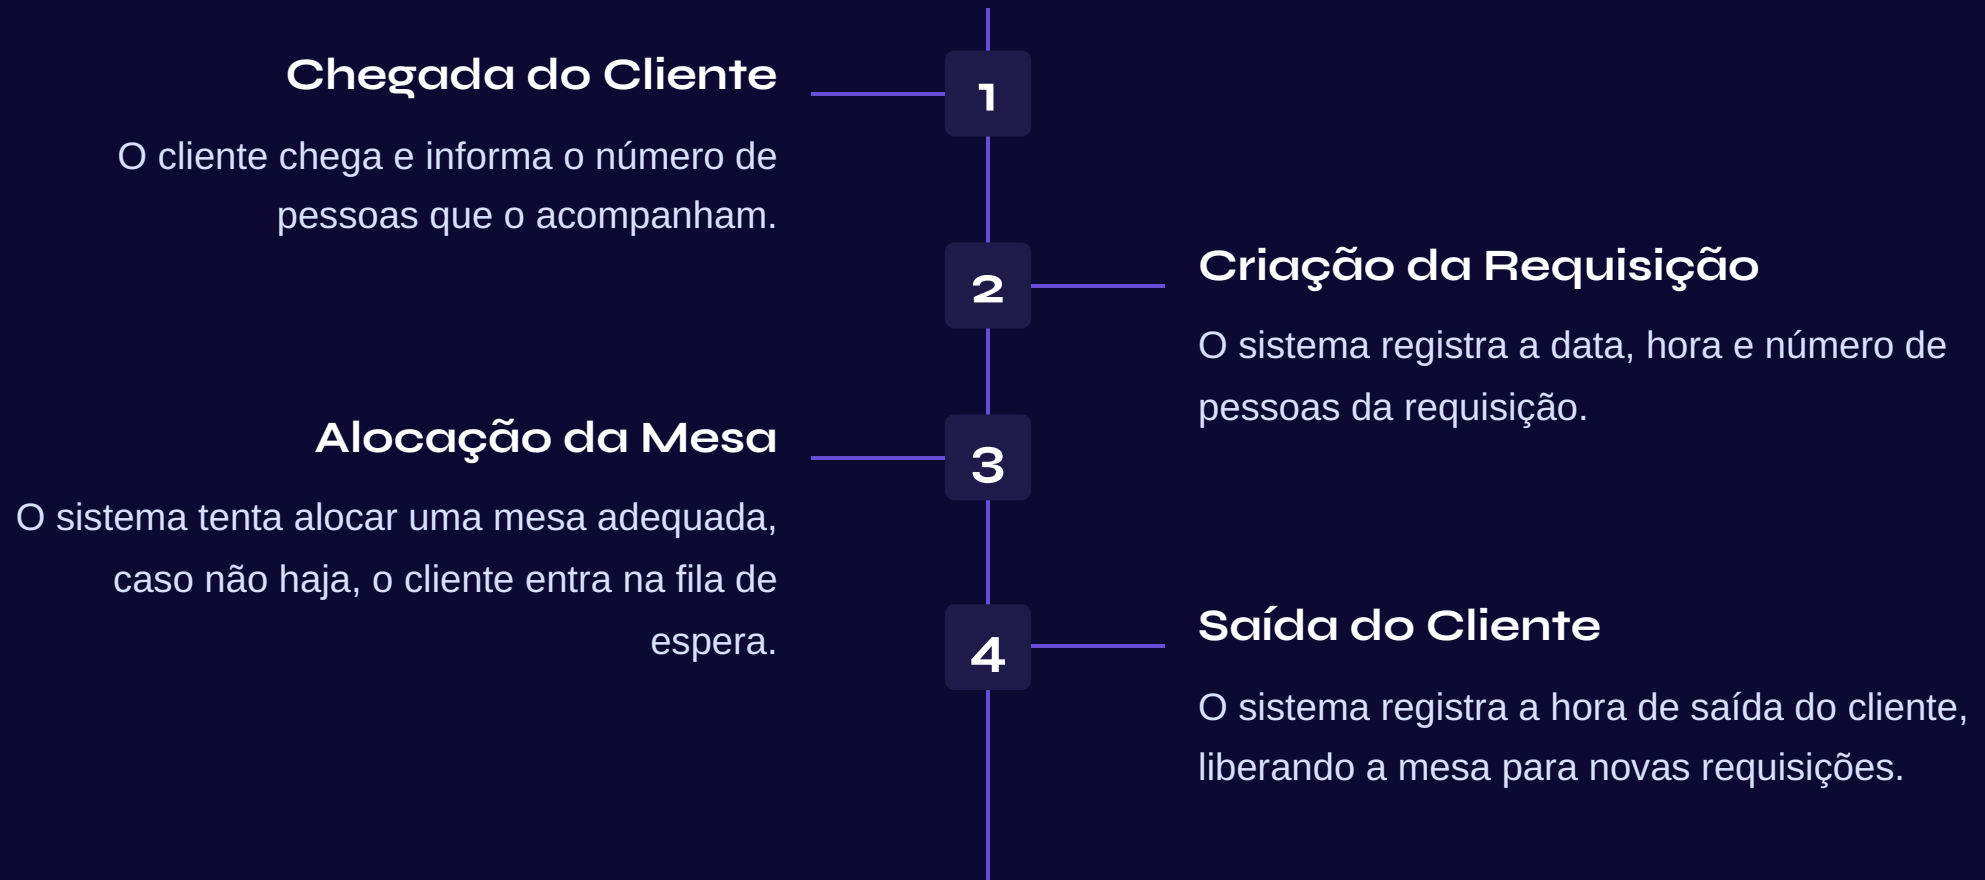 Chegada do Cliente
1
O cliente chega e informa o número de
pessoas que o acompanham.
2
Criação da Requisição
O sistema registra a data, hora e número de
pessoas da requisição.
Alocação da Mesa
3
O sistema tenta alocar uma mesa adequada,
caso não haja, o cliente entra na fila de
espera.
4
Saída do Cliente
O sistema registra a hora de saída do cliente,
liberando a mesa para novas requisições.